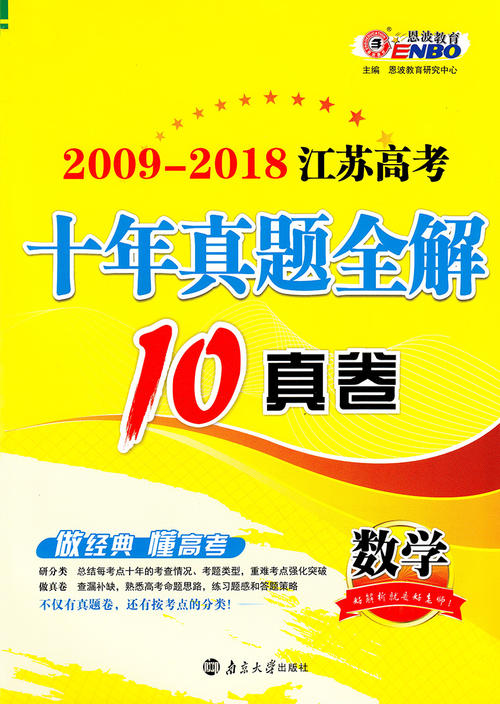 恩波教育
ENBO
主编 恩波教育研究中心
2009-2018江苏高考
十年真题全解
10真卷
做经典 懂高考
研分类 总结每考点十年的考查情况、考题类型，重难考点强化突破
做真卷 查漏补缺，熟悉高考命题思路，练习题感和答题策略
不仅有真题卷，还有按考点的分类！
数学
好解析就是好老师！
南京大学出版社